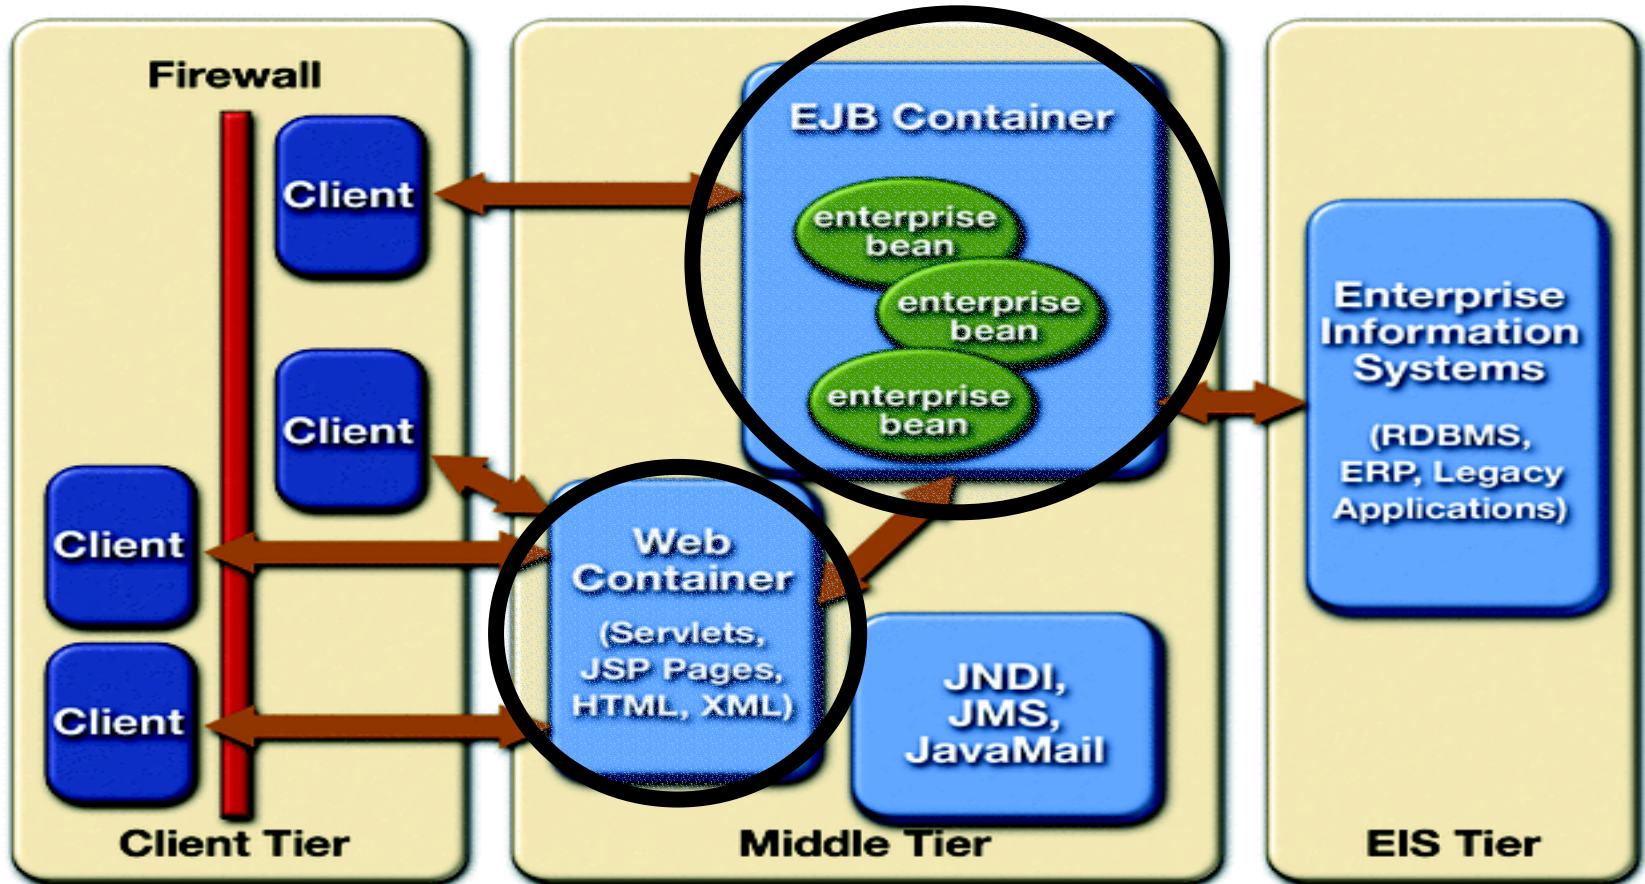 Firewall
Client
Client
Client
Client
Client Tier
EJB Container
enterprise
bean
enterprise
bean
enterprise
bean
Web
Container
(Servlets,
JSP Pages,
HTML, XML)
JNDI,
JMS,
JavaMail
Middle Tier
Enterprise
Information
Systems
(RDBMS,
ERP, Legacy
Applications)
EIS Tier